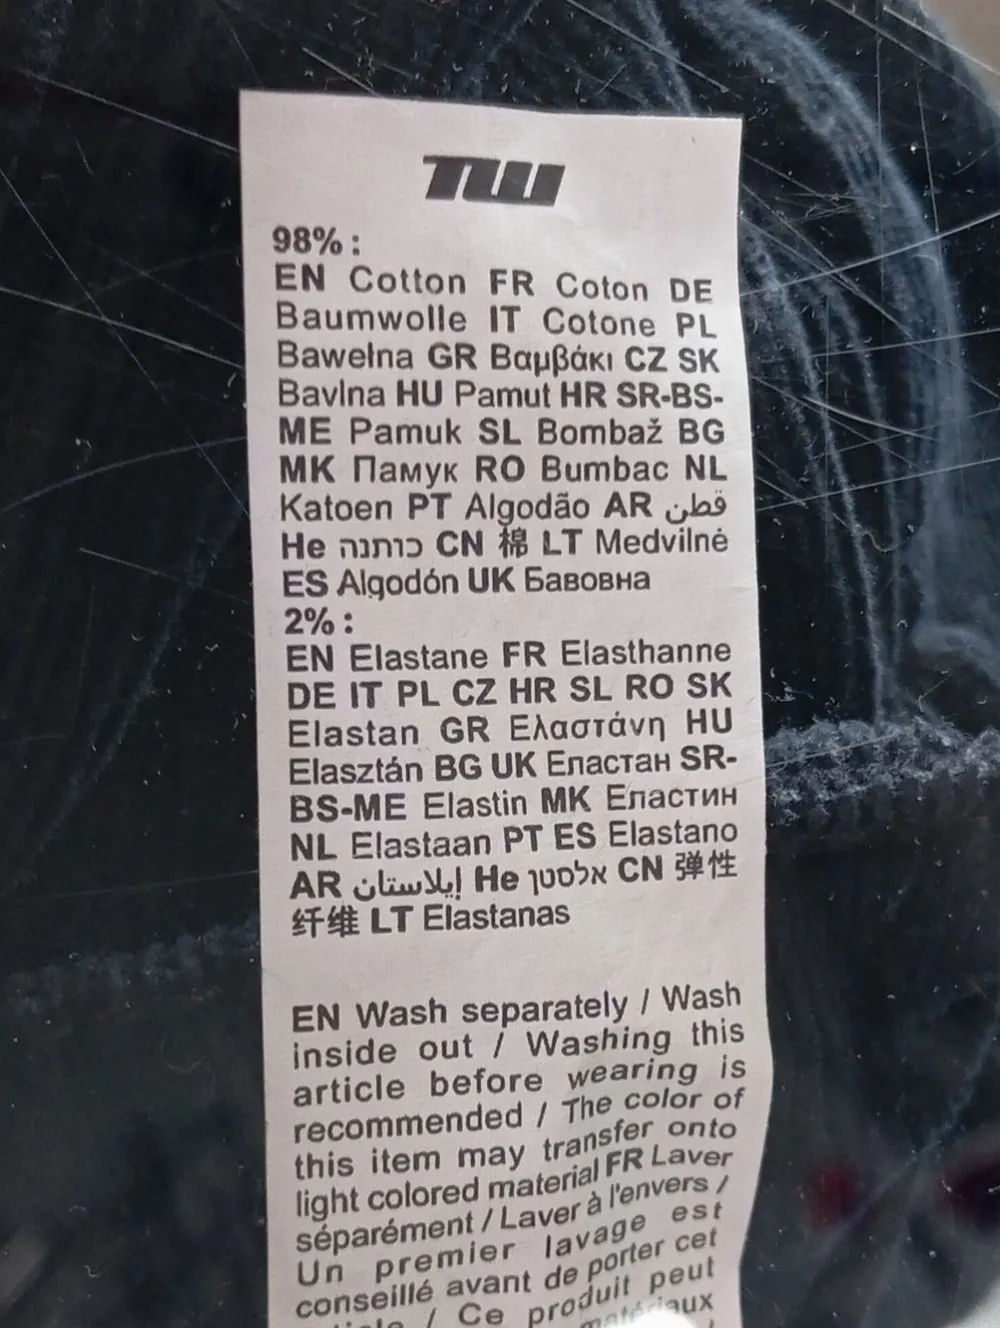 TW
98% :
EN Cotton FR Coton DE
Baumwolle IT Cotone PL
Bawełna GR Βαμβάκι CZ SK
Bavlna HU Pamut HR SR-BS-
ME Pamuk SL Bombaž BG
MK Памук RO Bumbac NL
Katoen PT Algodão AR قطن
He כותנה CN 棉 LT Medvilnė
ES Algodón UK Бавовна
2% :
EN Elastane FR Elasthanne
DE IT PL CZ HR SL RO SK
Elastan GR Ελαστάνη HU
Elasztán BG UK Еластан SR-
BS-ME Elastin MK Еластин
NL Elastaan PT ES Elastano
AR إيلاستان He אלסטן CN 弹性
纤维 LT Elastanas
EN Wash separately / Wash
inside out / Washing this
article before wearing is
recommended / The color of
this item may transfer onto
light colored material FR Laver
séparément / Laver à l'envers /
Un premier lavage est
conseillé avant de porter cet
/ Ce produit peut
matériaux